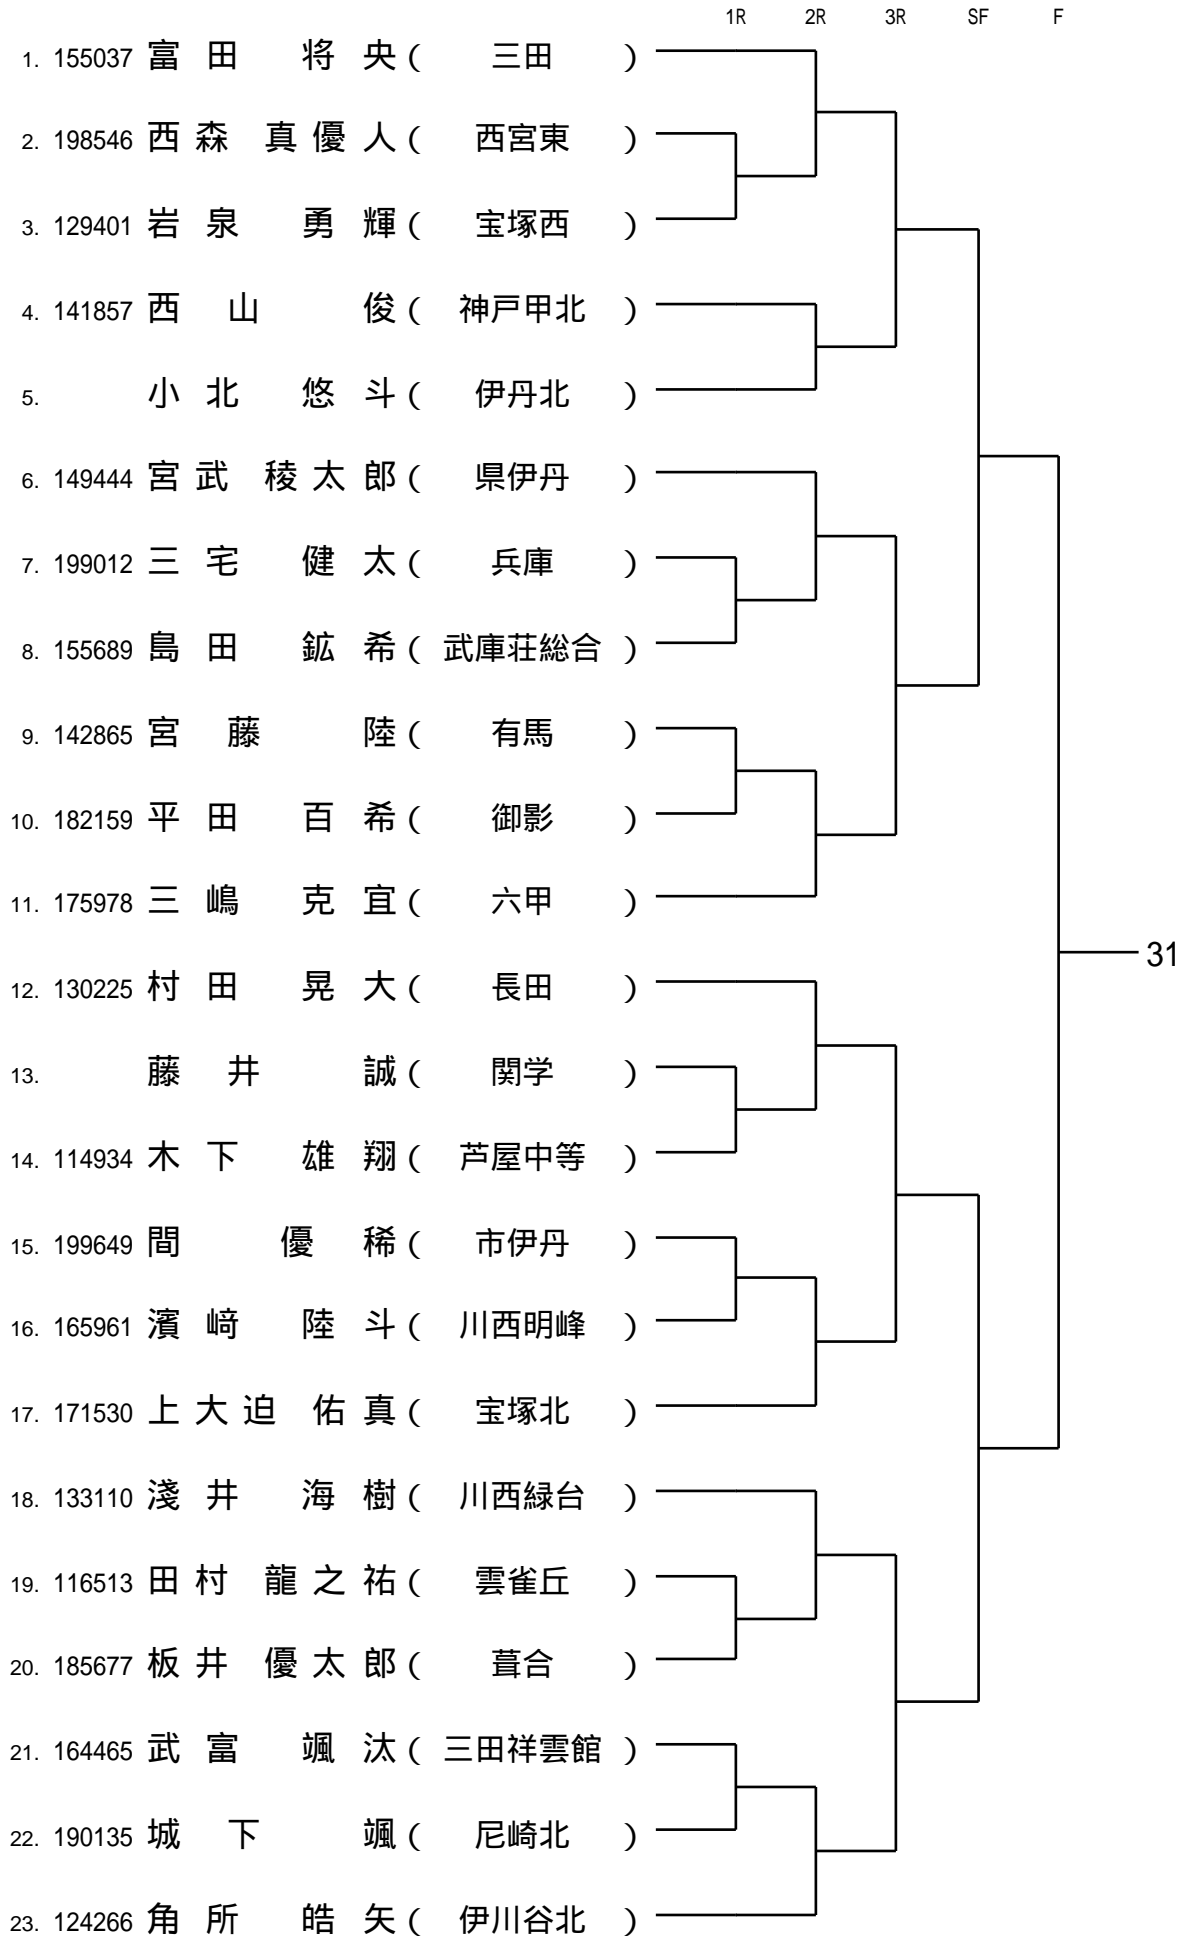 1R 2R 3R SF F
1. 155037 富田 将央 ( 三田 )
2. 198546 西森 真優人 ( 西宮東 )
3. 129401 岩泉 勇輝 ( 宝塚西 )
4. 141857 西山 俊 ( 神戸甲北 )
5. 小北 悠斗 ( 伊丹北 )
6. 149444 宮武 稜太郎 ( 県伊丹 )
7. 199012 三宅 健太 ( 兵庫 )
8. 155689 島田 鉱希 ( 武庫荘総合 )
9. 142865 宮藤 陸 ( 有馬 )
10. 182159 平田 百希 ( 御影 )
11. 175978 三嶋 克宜 ( 六甲 )
31
12. 130225 村田 晃大 ( 長田 )
13. 藤井 誠 ( 関学 )
14. 114934 木下 雄翔 ( 芦屋中等 )
15. 199649 間 優稀 ( 市伊丹 )
16. 165961 濱﨑 陸斗 ( 川西明峰 )
17. 171530 上大迫 佑真 ( 宝塚北 )
18. 133110 淺井 海樹 ( 川西緑台 )
19. 116513 田村 龍之祐 ( 雲雀丘 )
20. 185677 板井 優太郎 ( 葺合 )
21. 164465 武富 颯汰 ( 三田祥雲館 )
22. 190135 城下 颯 ( 尼崎北 )
23. 124266 角所 皓矢 ( 伊川谷北 )